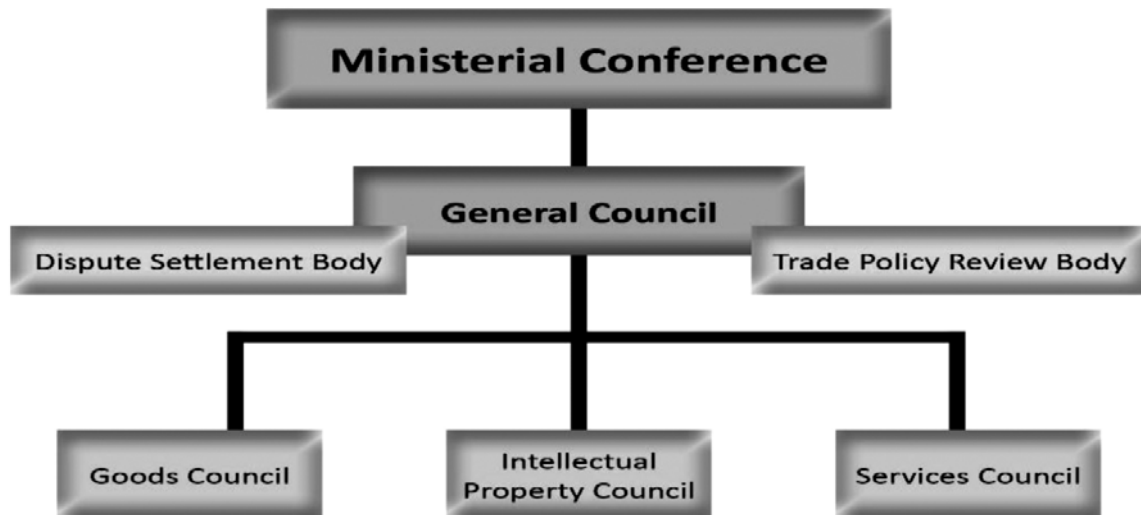 Ministerial Conference
General Council
Dispute Settlement Body
Trade Policy Review Body
Goods Council
Intellectual
Property Council
Services Council